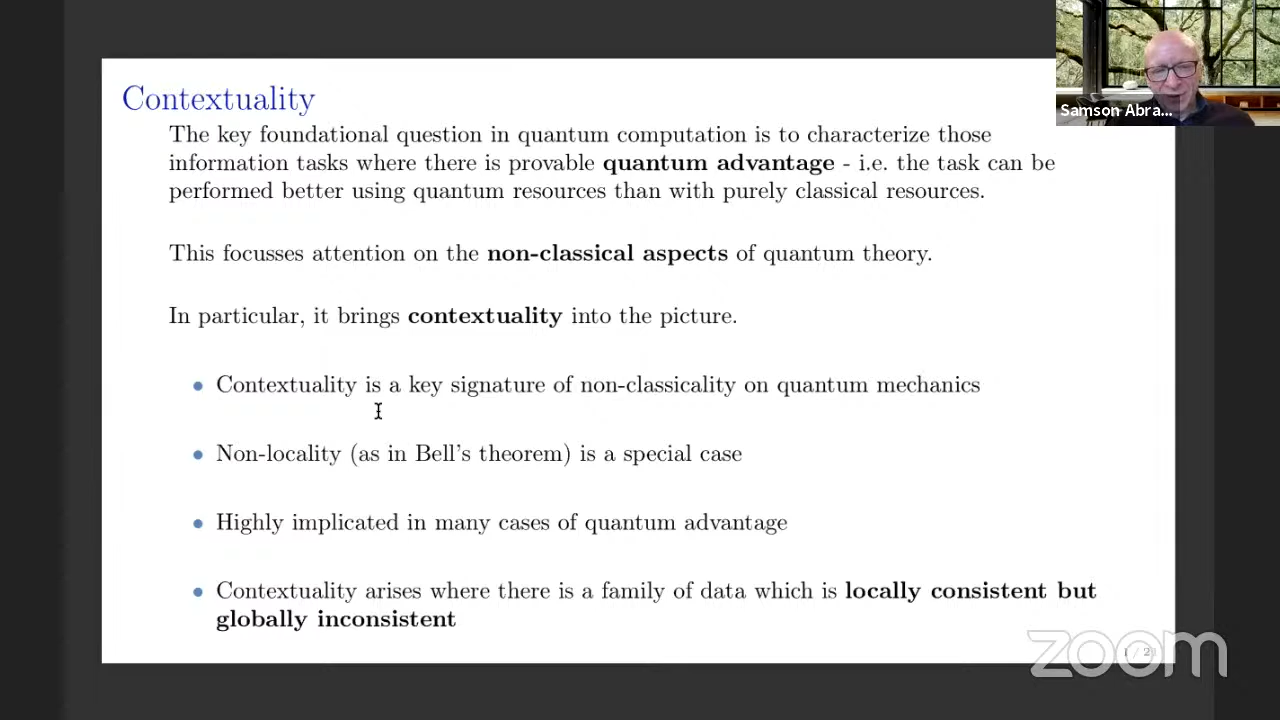 Contextuality
The key foundational question in quantum computation is to characterize those
information tasks where there is provable quantum advantage - i.e. the task can be
performed better using quantum resources than with purely classical resources.
This focusses attention on the non-classical aspects of quantum theory.
In particular, it brings contextuality into the picture.
• Contextuality is a key signature of non-classicality on quantum mechanics
• Non-locality (as in Bell's theorem) is a special case
• Highly implicated in many cases of quantum advantage
• Contextuality arises where there is a family of data which is locally consistent but
globally inconsistent
Samson Abra...
zoom